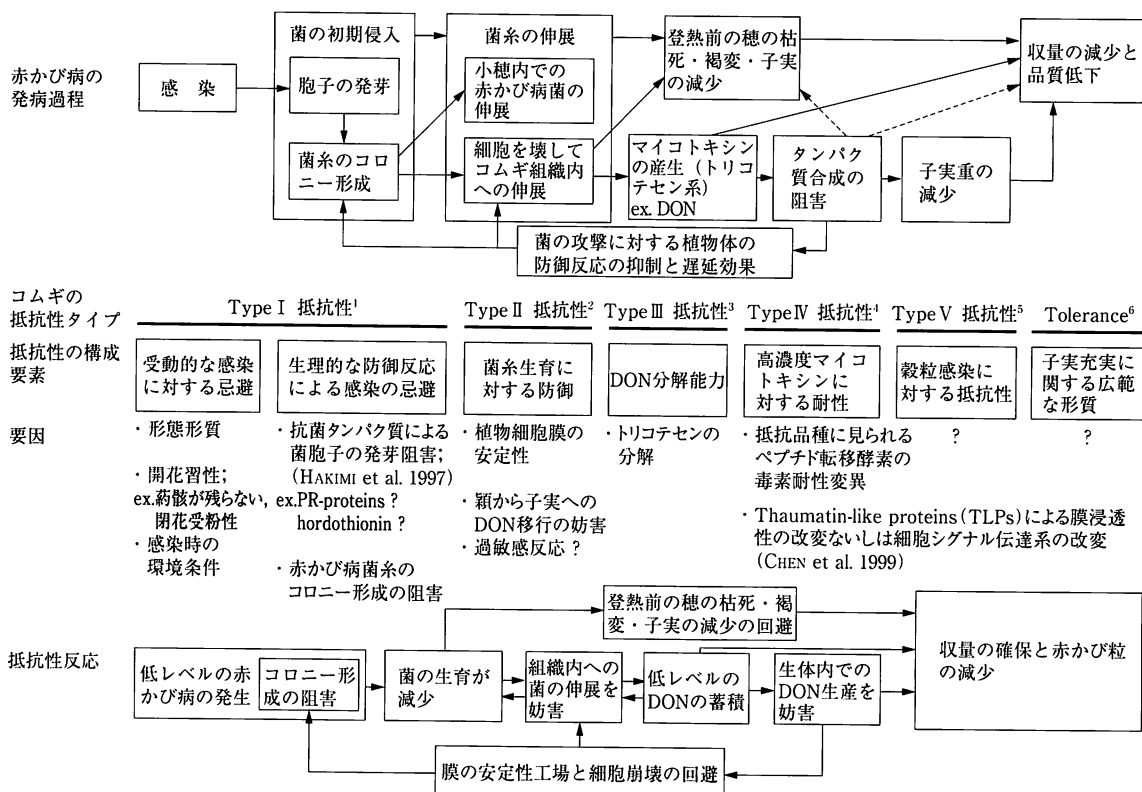 赤かび病の
発病過程
感　染
菌の初期侵入
胞子の発芽
菌糸のコロ
ニー形成
菌糸の伸展
小穂内での
赤かび病菌の
伸展
細胞を壊して
コムギ組織内
への伸展
登熱前の穂の枯
死・褐変・子実
の減少
マイコトキシン
の産生（トリコ
テセン系）
ex. DON
タンパク
質合成の
阻害
子実重の
減少
収量の減少と
品質低下
菌の攻撃に対する植物体の
防御反応の抑制と遅延効果
コムギの
抵抗性タイプ
Type I 抵抗性1
Type II 抵抗性2
Type III 抵抗性3
Type IV 抵抗性4
Type V 抵抗性5
Tolerance6
抵抗性の構成
要素
受動的な感染
に対する忌避
生理的な防御反応
による感染の忌避
菌糸生育に
対する防御
DON分解能力
高濃度マイコ
トキシンに
対する耐性
穀粒感染に
対する抵抗性
子実充実に
関する広範
な形質
要因
・形態形質
・開花習性;
ex.葯骸が残らない,
閉花受粉性
・感染時の
環境条件
・抗菌タンパク質による
菌胞子の発芽阻害;
(HAKIMI et al. 1997)
ex.PR-proteins ?
hordothionin ?
・赤かび病菌糸の
コロニー形成の阻害
・植物細胞膜の
安定性
・穎から子実への
DON移行の妨害
・過敏感反応 ?
・トリコテセンの
分解
・抵抗品種に見られる
ペプチド転移酵素の
毒素耐性変異
・Thaumatin-like proteins (TLPs) による膜浸透
性の改変ないしは細胞シグナル伝達系の改変
(CHEN et al. 1999)
?
?
抵抗性反応
低レベルの赤
かび病の発生
コロニー形
成の阻害
菌の生育が
減少
登熱前の穂の枯死・褐
変・子実の減少の回避
組織内への
菌の伸展を
妨害
低レベルの
DONの蓄積
生体内での
DON生産を
妨害
収量の確保と赤かび粒
の減少
膜の安定性工場と細胞崩壊の回避